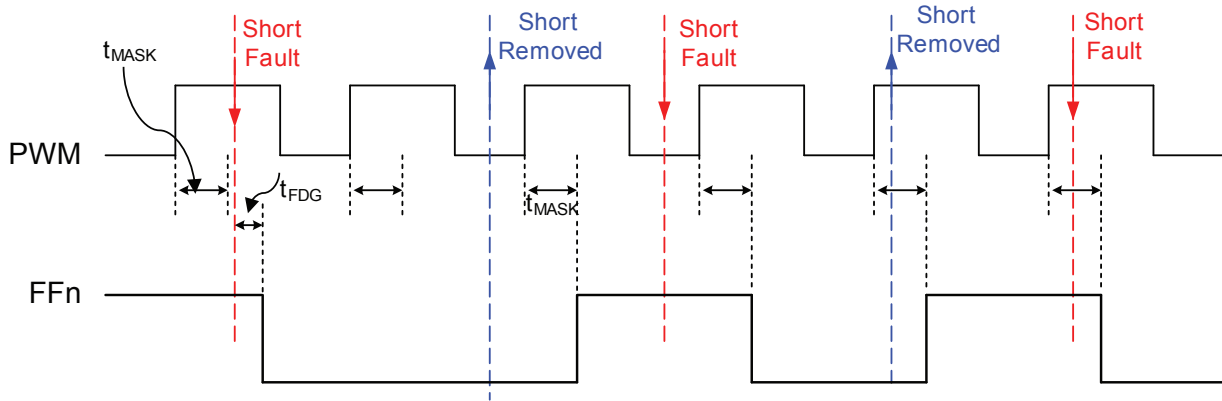 Short
Fault
Short
Removed
Short
Fault
Short
Removed
Short
Fault
tMASK
PWM
tFDG
tMASK
FFn